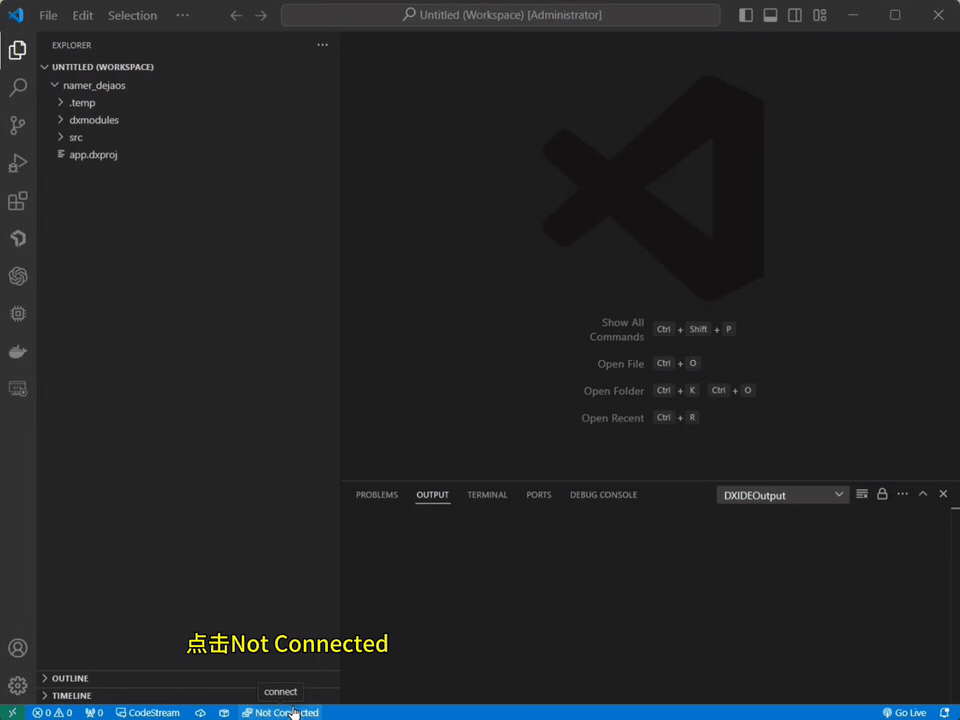 File Edit Selection ··· Untitled (Workspace) [Administrator]
EXPLORER ···
UNTITLED (WORKSPACE)
namer_dejaos
.temp
dxmodules
src
app.dxproj
Show All Commands Ctrl + Shift + P
Open File Ctrl + O
Open Folder Ctrl + K Ctrl + O
Open Recent Ctrl + R
PROBLEMS OUTPUT TERMINAL PORTS DEBUG CONSOLE DXIDEOutput ···
点击Not Connected
OUTLINE
connect
TIMELINE
0 0 0 CodeStream Not Connected Go Live